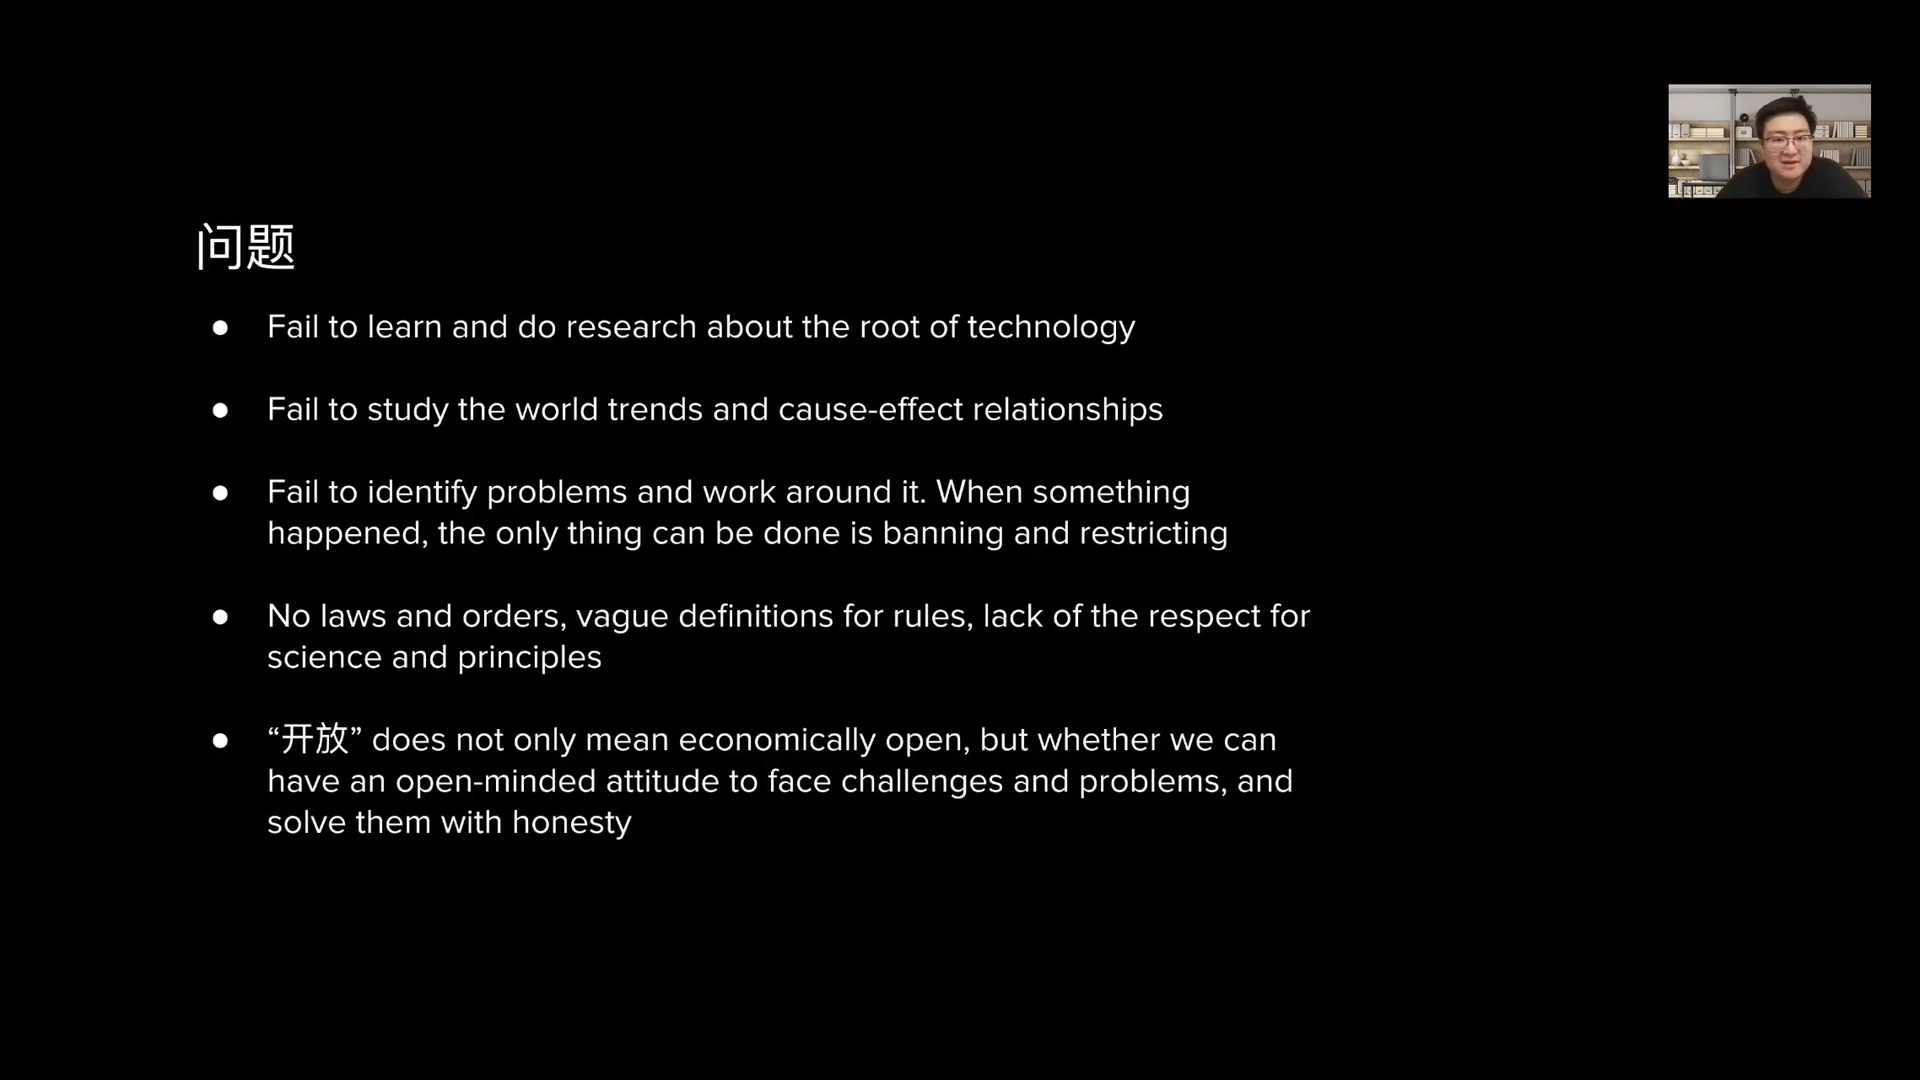 问题
● Fail to learn and do research about the root of technology
● Fail to study the world trends and cause-effect relationships
● Fail to identify problems and work around it. When something
happened, the only thing can be done is banning and restricting
● No laws and orders, vague definitions for rules, lack of the respect for
science and principles
● “开放” does not only mean economically open, but whether we can
have an open-minded attitude to face challenges and problems, and
solve them with honesty